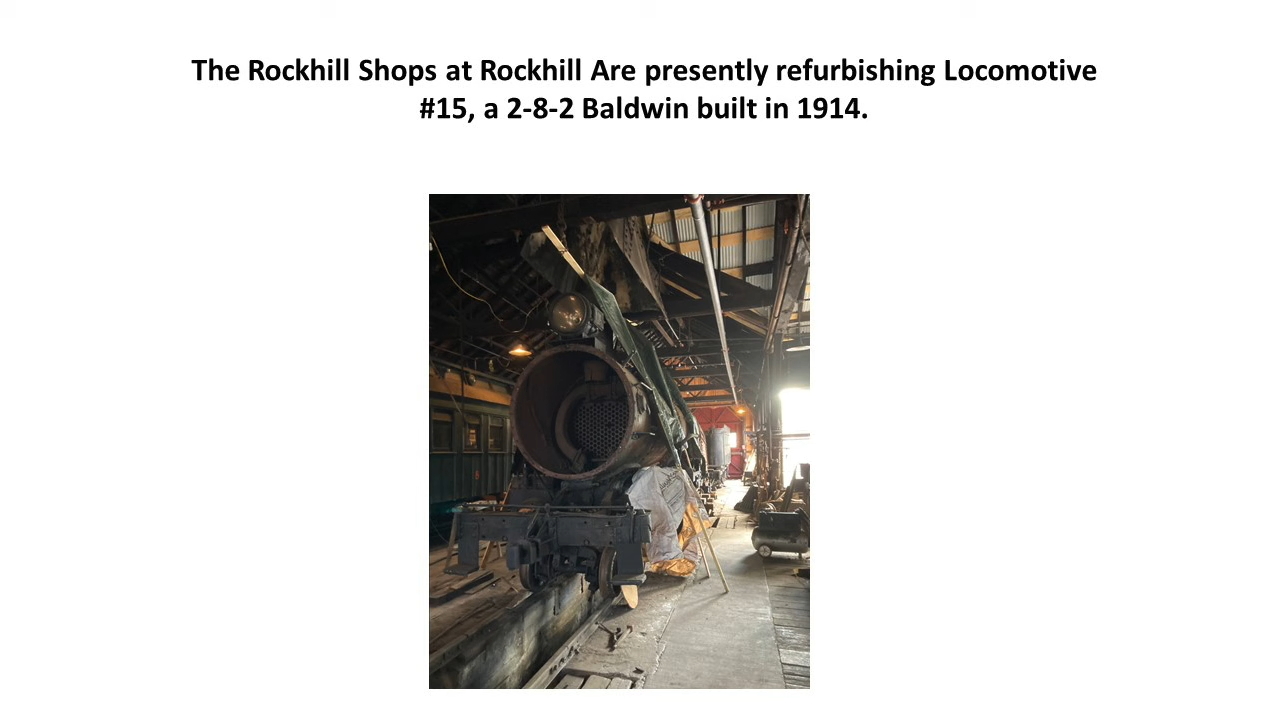 The Rockhill Shops at Rockhill Are presently refurbishing Locomotive
#15, a 2-8-2 Baldwin built in 1914.